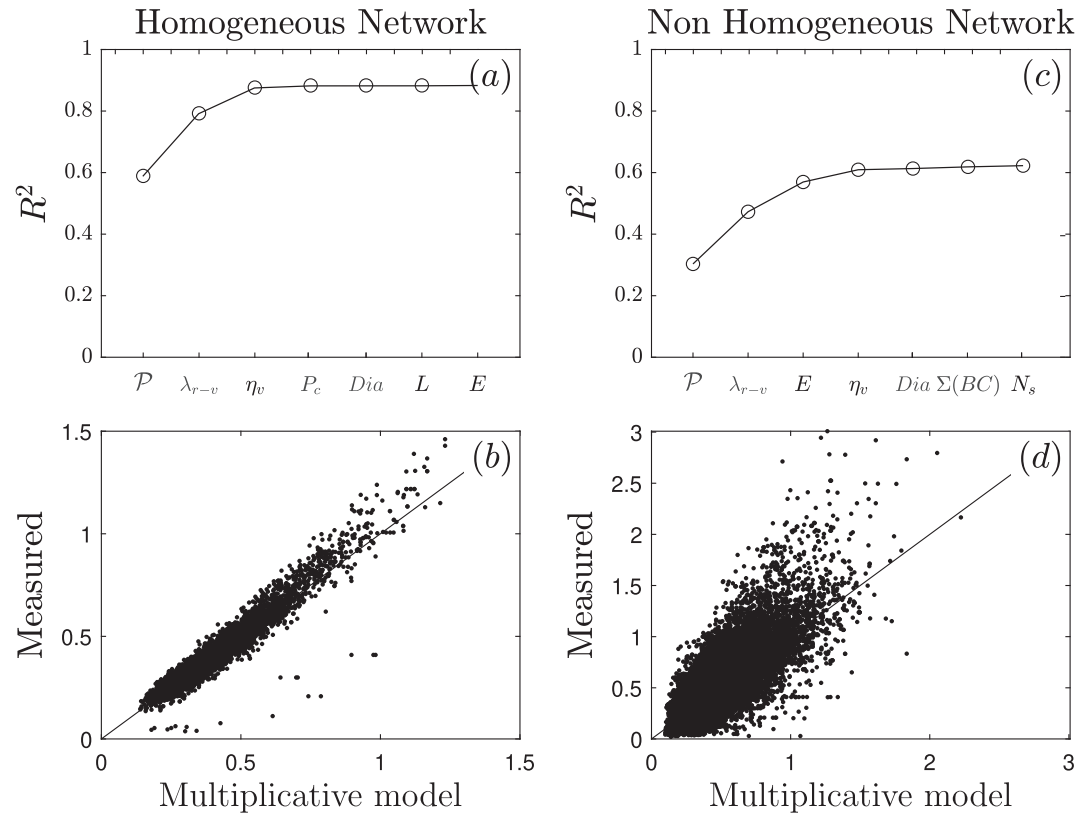 Homogeneous Network
Non Homogeneous Network
(a)
1
0.8
0.6
0.4
0.2
0
R²
𝒫 λr−v ηv Pc Dia L E
(c)
1
0.8
0.6
0.4
0.2
0
R²
𝒫 λr−v E ηv Dia Σ(BC) Ns
(b)
1.5
1
0.5
0
Measured
0 0.5 1 1.5
Multiplicative model
(d)
3
2.5
2
1.5
1
0.5
0
Measured
0 1 2 3
Multiplicative model